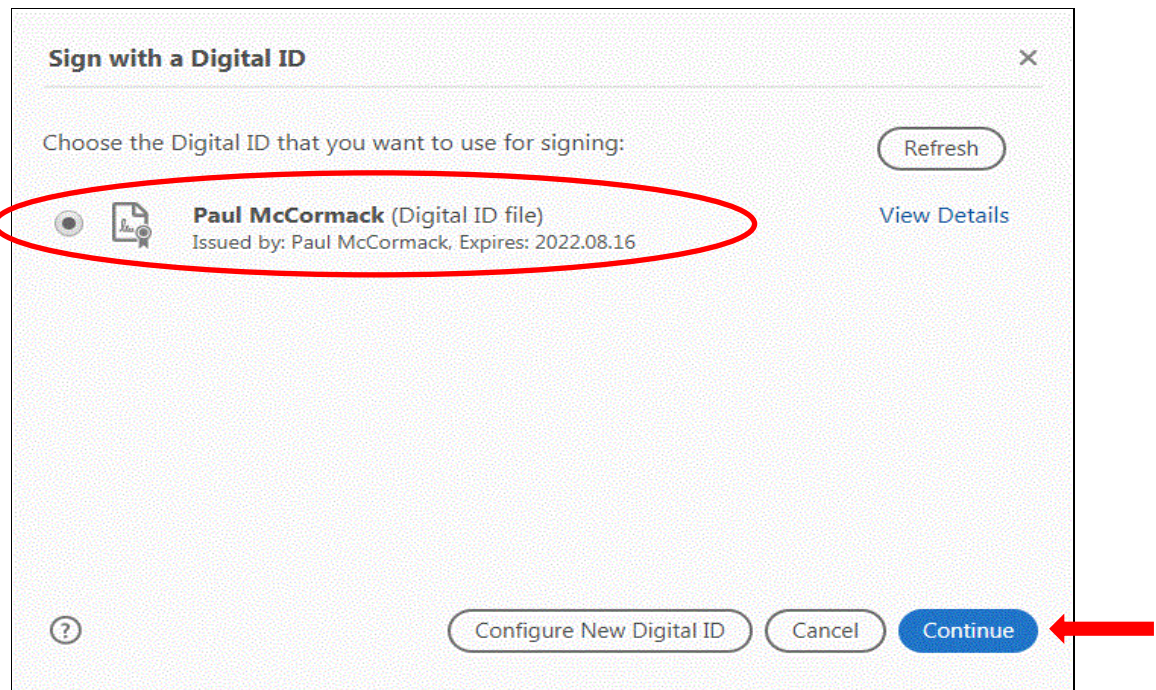 Sign with a Digital ID
Choose the Digital ID that you want to use for signing:
Refresh
Paul McCormack (Digital ID file)
View Details
Issued by: Paul McCormack, Expires: 2022.08.16
?
Configure New Digital ID
Cancel
Continue